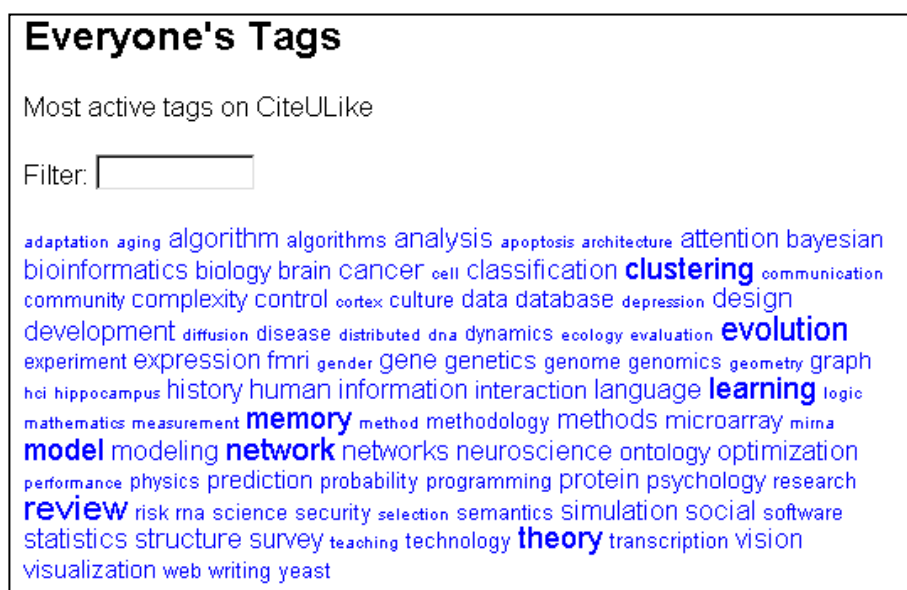 Everyone's Tags
Most active tags on CiteULike
Filter:
adaptation aging algorithm algorithms analysis apoptosis architecture attention bayesian
bioinformatics biology brain cancer cell classification clustering communication
community complexity control cortex culture data database depression design
development diffusion disease distributed dna dynamics ecology evaluation evolution
experiment expression fmri gender gene genetics genome genomics geometry graph
hci hippocampus history human information interaction language learning logic
mathematics measurement memory method methodology methods microarray mirna
model modeling network networks neuroscience ontology optimization
performance physics prediction probability programming protein psychology research
review risk rna science security selection semantics simulation social software
statistics structure survey teaching technology theory transcription vision
visualization web writing yeast